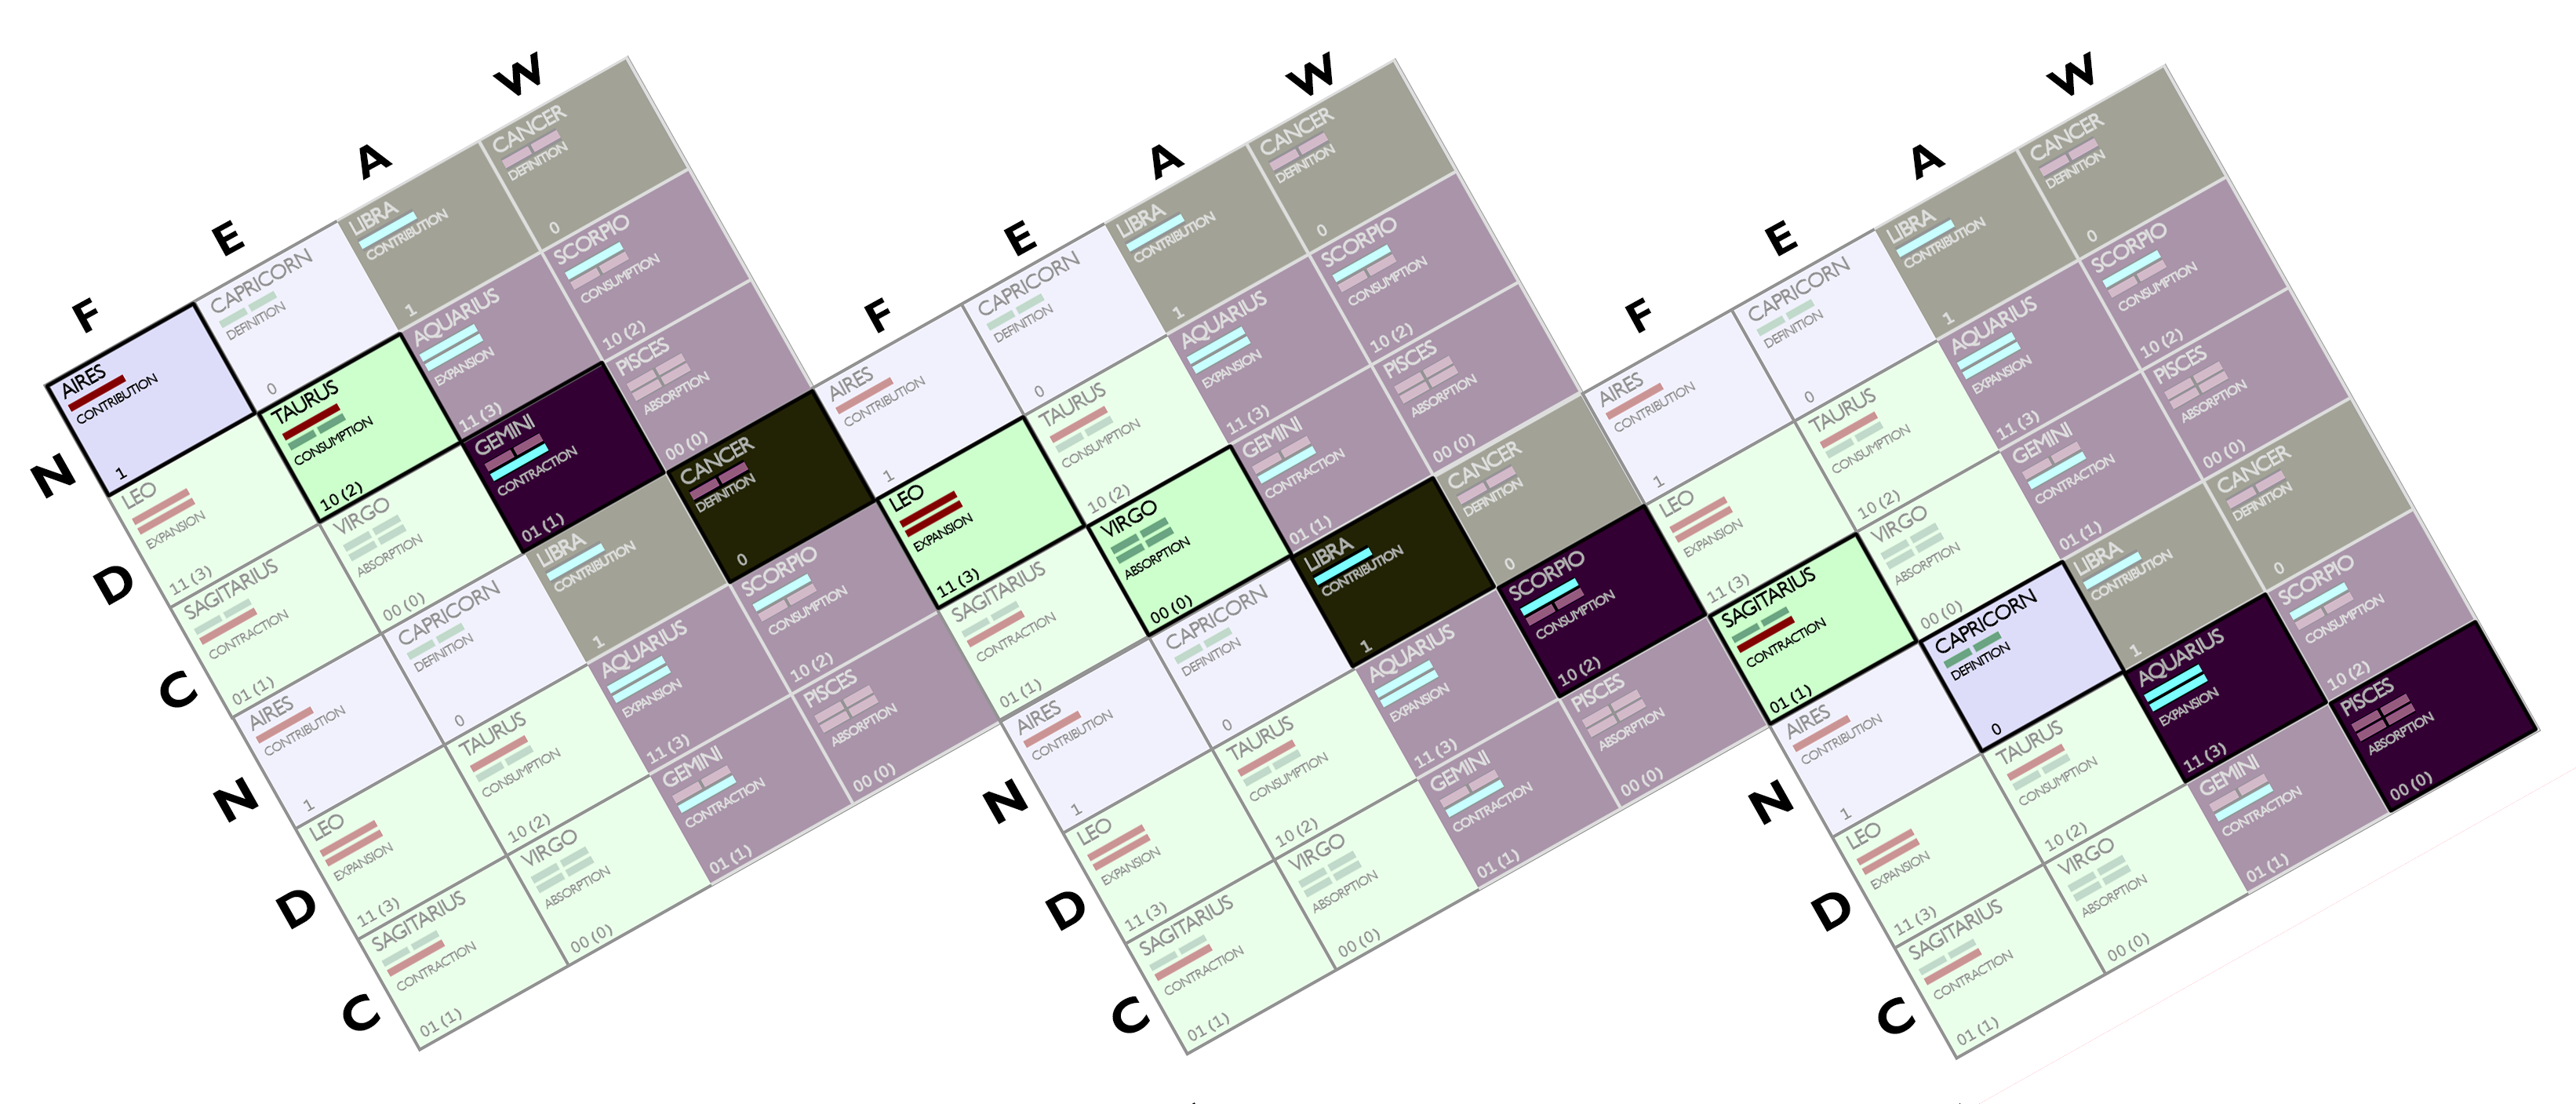 F
E
A
W
N
AIRES
CONTRIBUTION
1
CAPRICORN
DEFINITION
0
LIBRA
CONTRIBUTION
1
CANCER
DEFINITION
0
D
LEO
EXPANSION
11 (3)
TAURUS
CONSUMPTION
10 (2)
AQUARIUS
EXPANSION
11 (3)
SCORPIO
CONSUMPTION
10 (2)
C
SAGITARIUS
CONTRACTION
01 (1)
VIRGO
ABSORPTION
00 (0)
GEMINI
CONTRACTION
01 (1)
PISCES
ABSORPTION
00 (0)
N
AIRES
CONTRIBUTION
1
CAPRICORN
DEFINITION
0
LIBRA
CONTRIBUTION
1
CANCER
DEFINITION
0
D
LEO
EXPANSION
11 (3)
TAURUS
CONSUMPTION
10 (2)
AQUARIUS
EXPANSION
11 (3)
SCORPIO
CONSUMPTION
10 (2)
C
SAGITARIUS
CONTRACTION
01 (1)
VIRGO
ABSORPTION
00 (0)
GEMINI
CONTRACTION
01 (1)
PISCES
ABSORPTION
00 (0)
F
E
A
W
AIRES
CONTRIBUTION
1
CAPRICORN
DEFINITION
0
LIBRA
CONTRIBUTION
1
CANCER
DEFINITION
0
LEO
EXPANSION
11 (3)
TAURUS
CONSUMPTION
10 (2)
AQUARIUS
EXPANSION
11 (3)
SCORPIO
CONSUMPTION
10 (2)
SAGITARIUS
CONTRACTION
01 (1)
VIRGO
ABSORPTION
00 (0)
GEMINI
CONTRACTION
01 (1)
PISCES
ABSORPTION
00 (0)
N
AIRES
CONTRIBUTION
1
CAPRICORN
DEFINITION
0
LIBRA
CONTRIBUTION
1
CANCER
DEFINITION
0
D
LEO
EXPANSION
11 (3)
TAURUS
CONSUMPTION
10 (2)
AQUARIUS
EXPANSION
11 (3)
SCORPIO
CONSUMPTION
10 (2)
C
SAGITARIUS
CONTRACTION
01 (1)
VIRGO
ABSORPTION
00 (0)
GEMINI
CONTRACTION
01 (1)
PISCES
ABSORPTION
00 (0)
F
E
A
W
AIRES
CONTRIBUTION
1
CAPRICORN
DEFINITION
0
LIBRA
CONTRIBUTION
1
CANCER
DEFINITION
0
LEO
EXPANSION
11 (3)
TAURUS
CONSUMPTION
10 (2)
AQUARIUS
EXPANSION
11 (3)
SCORPIO
CONSUMPTION
10 (2)
SAGITARIUS
CONTRACTION
01 (1)
VIRGO
ABSORPTION
00 (0)
GEMINI
CONTRACTION
01 (1)
PISCES
ABSORPTION
00 (0)
N
AIRES
CONTRIBUTION
1
CAPRICORN
DEFINITION
0
LIBRA
CONTRIBUTION
1
CANCER
DEFINITION
0
D
LEO
EXPANSION
11 (3)
TAURUS
CONSUMPTION
10 (2)
AQUARIUS
EXPANSION
11 (3)
SCORPIO
CONSUMPTION
10 (2)
C
SAGITARIUS
CONTRACTION
01 (1)
VIRGO
ABSORPTION
00 (0)
GEMINI
CONTRACTION
01 (1)
PISCES
ABSORPTION
00 (0)